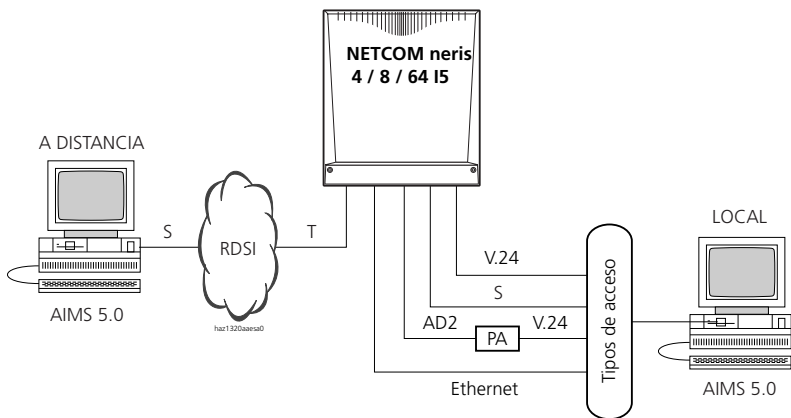 NETCOM neris
4 / 8 / 64 I5
A DISTANCIA
S
RDSI
T
AIMS 5.0
haz1320aaesa0
V.24
S
AD2
PA
V.24
Ethernet
Tipos de acceso
LOCAL
AIMS 5.0